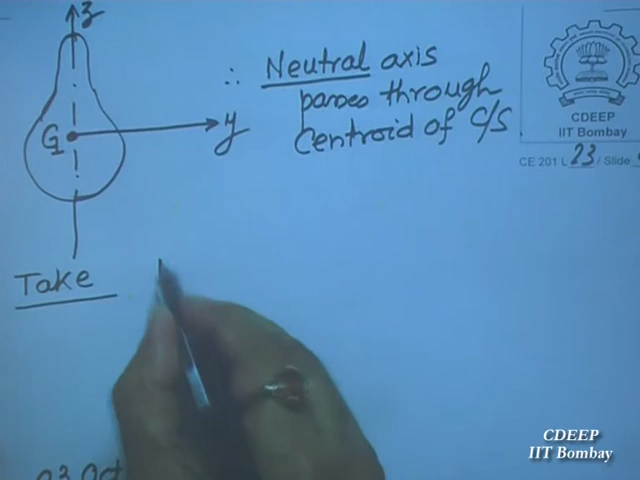 z
∴ Neutral axis
passes through
Centroid of C/S
G
y
CDEEP
IIT Bombay
CE 201 L 23 / Slide
Take
CDEEP
IIT Bombay